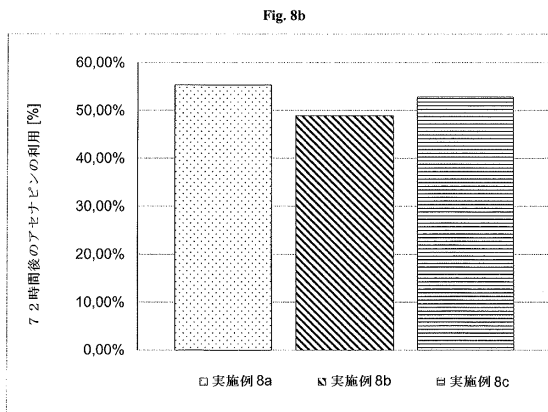 Fig. 8b
72時間後のアセナピンの利用 [%]
60,00%
50,00%
40,00%
30,00%
20,00%
10,00%
0,00%
実施例 8a
実施例 8b
実施例 8c